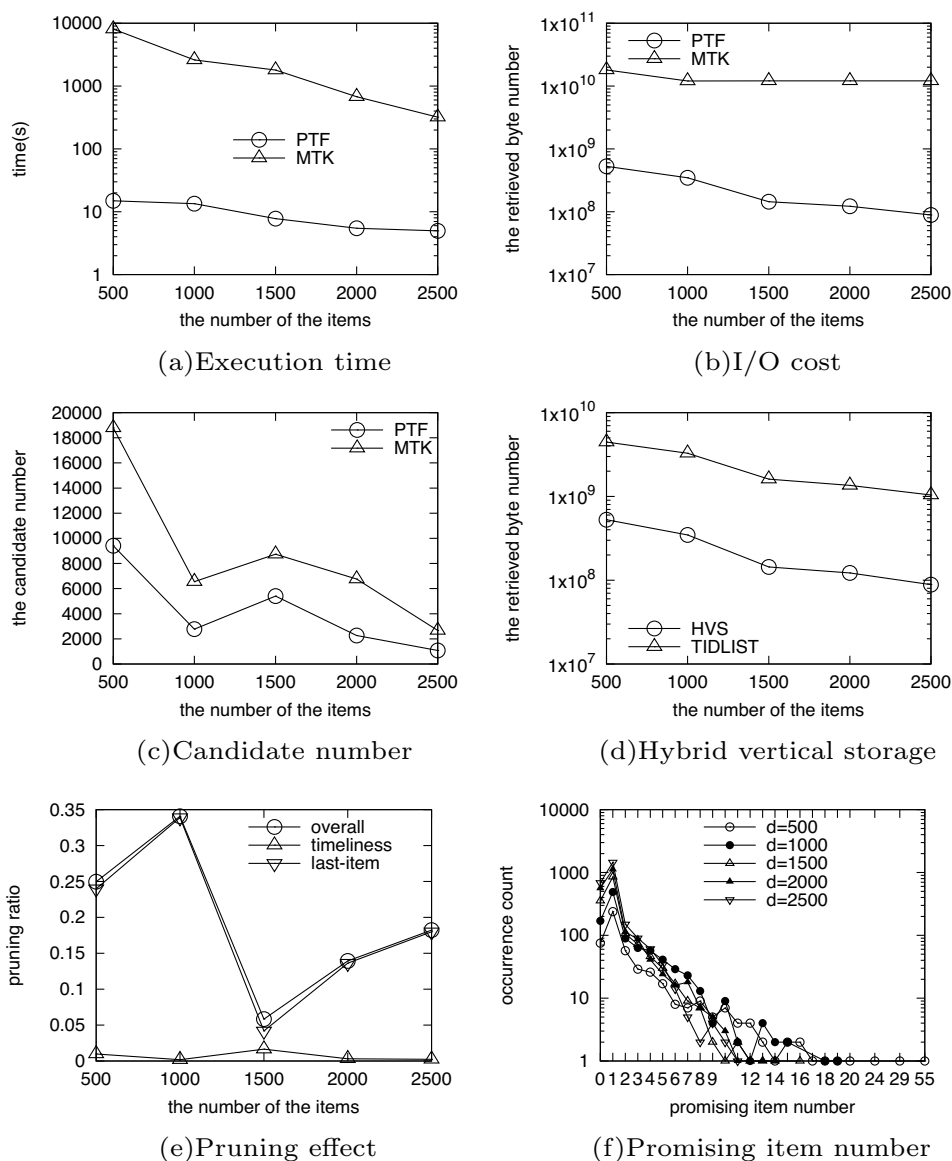 10000
1000
100
10
1
time(s)
PTF
MTK
500 1000 1500 2000 2500
the number of the items
(a)Execution time
1x10^11
1x10^10
1x10^9
1x10^8
1x10^7
the retrieved byte number
PTF
MTK
500 1000 1500 2000 2500
the number of the items
(b)I/O cost
20000
18000
16000
14000
12000
10000
8000
6000
4000
2000
0
the candidate number
PTF
MTK
500 1000 1500 2000 2500
the number of the items
(c)Candidate number
1x10^10
1x10^9
1x10^8
1x10^7
the retrieved byte number
HVS
TIDLIST
500 1000 1500 2000 2500
the number of the items
(d)Hybrid vertical storage
0.35
0.3
0.25
0.2
0.15
0.1
0.05
0
pruning ratio
overall
timeliness
last-item
500 1000 1500 2000 2500
the number of the items
(e)Pruning effect
10000
1000
100
10
1
occurrence count
d=500
d=1000
d=1500
d=2000
d=2500
0 1 2 3 4 5 6 7 8 9 12 14 16 18 20 24 29 55
promising item number
(f)Promising item number